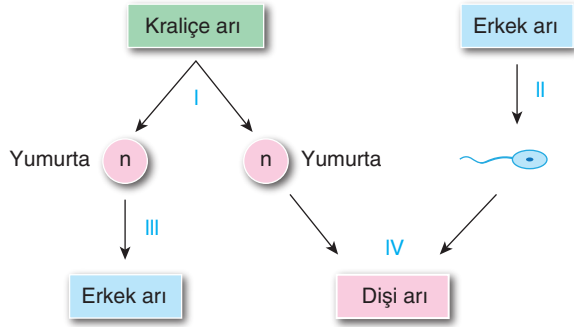 Kraliçe arı
Erkek arı
I
II
Yumurta
n
n
Yumurta
III
IV
Erkek arı
Dişi arı